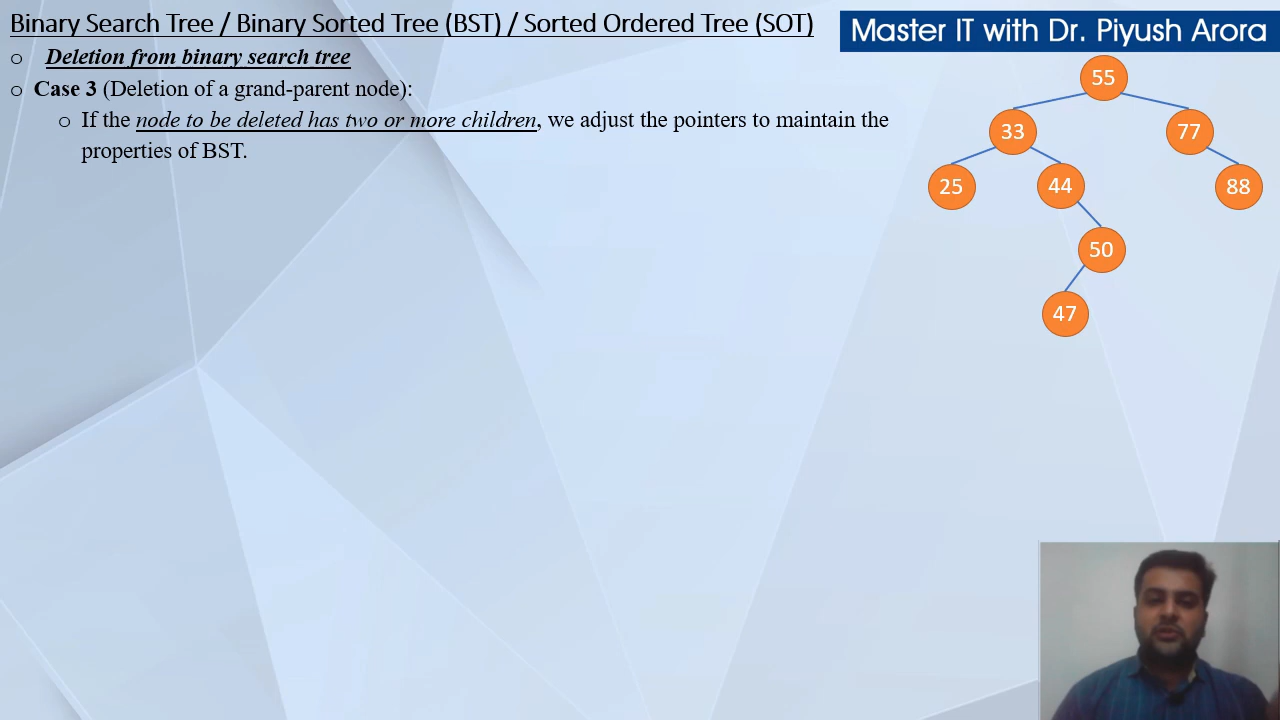 Binary Search Tree / Binary Sorted Tree (BST) / Sorted Ordered Tree (SOT)
Master IT with Dr. Piyush Arora
o Deletion from binary search tree
o Case 3 (Deletion of a grand-parent node):
o If the node to be deleted has two or more children, we adjust the pointers to maintain the
properties of BST.
55
33 77
25 44 88
50
47